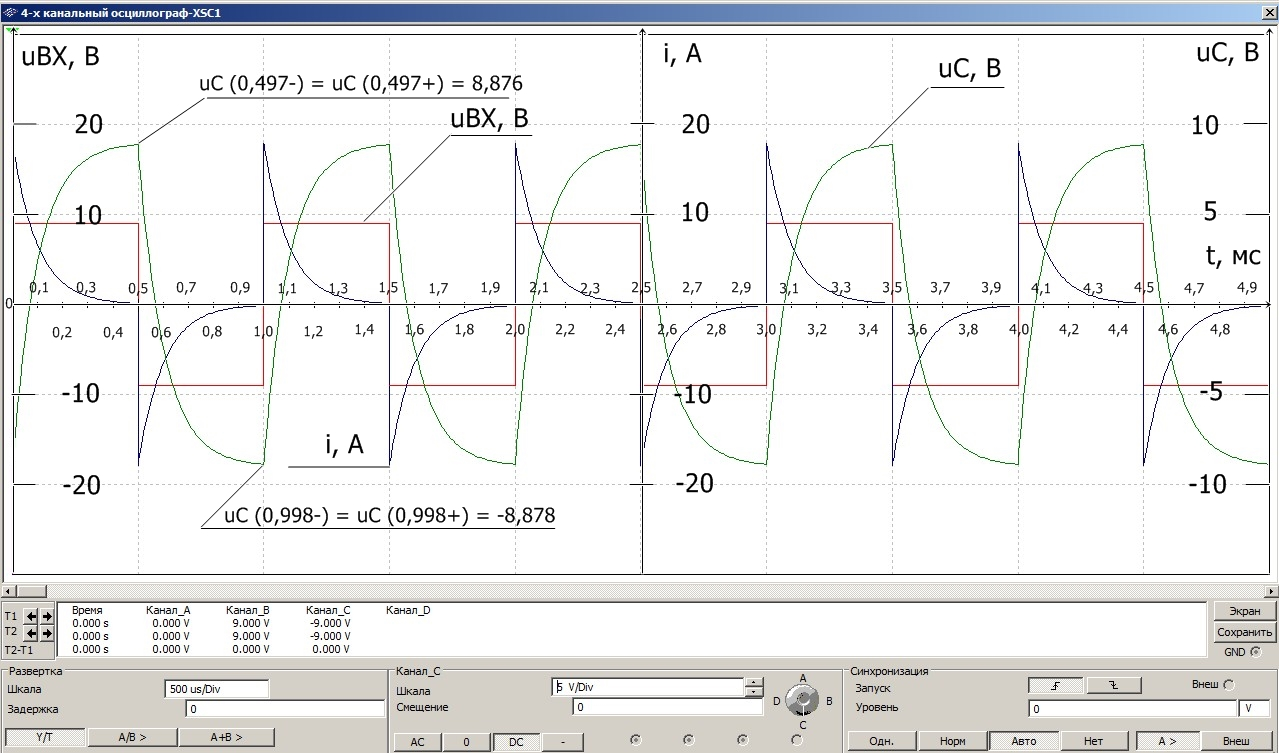 4-х канальный осциллограф-XSC1
uВХ, В
i, А
uС, В
uС, В
uС (0,497-) = uС (0,497+) = 8,876
uВХ, В
20
20
10
10
10
5
t, мс
0,1 0,3 0,5 0,7 0,9 1,1 1,3 1,5 1,7 1,9 2,1 2,3 2,5 2,7 2,9 3,1 3,3 3,5 3,7 3,9 4,1 4,3 4,5 4,7 4,9
0
0,2 0,4 0,6 0,8 1,0 1,2 1,4 1,6 1,8 2,0 2,2 2,4 2,6 2,8 3,0 3,2 3,4 3,6 3,8 4,0 4,2 4,4 4,6 4,8
-10
-10
-5
i, А
-20
-20
-10
uС (0,998-) = uС (0,998+) = -8,878
Время Канал_A Канал_B Канал_C Канал_D
T1 0.000 s 0.000 V 9.000 V -9.000 V
T2 0.000 s 0.000 V 9.000 V -9.000 V
T2-T1 0.000 s 0.000 V 0.000 V 0.000 V
Экран
Сохранить
GND
Развертка
Шкала 500 us/Div
Задержка 0
Y/T A/B > A+B >
Канал_C
Шкала 5 V/Div
Смещение 0
AC 0 DC -
A
D B
C
Синхронизация
Запуск Внеш
Уровень 0 V
Одн. Норм Авто Нет A > Внеш